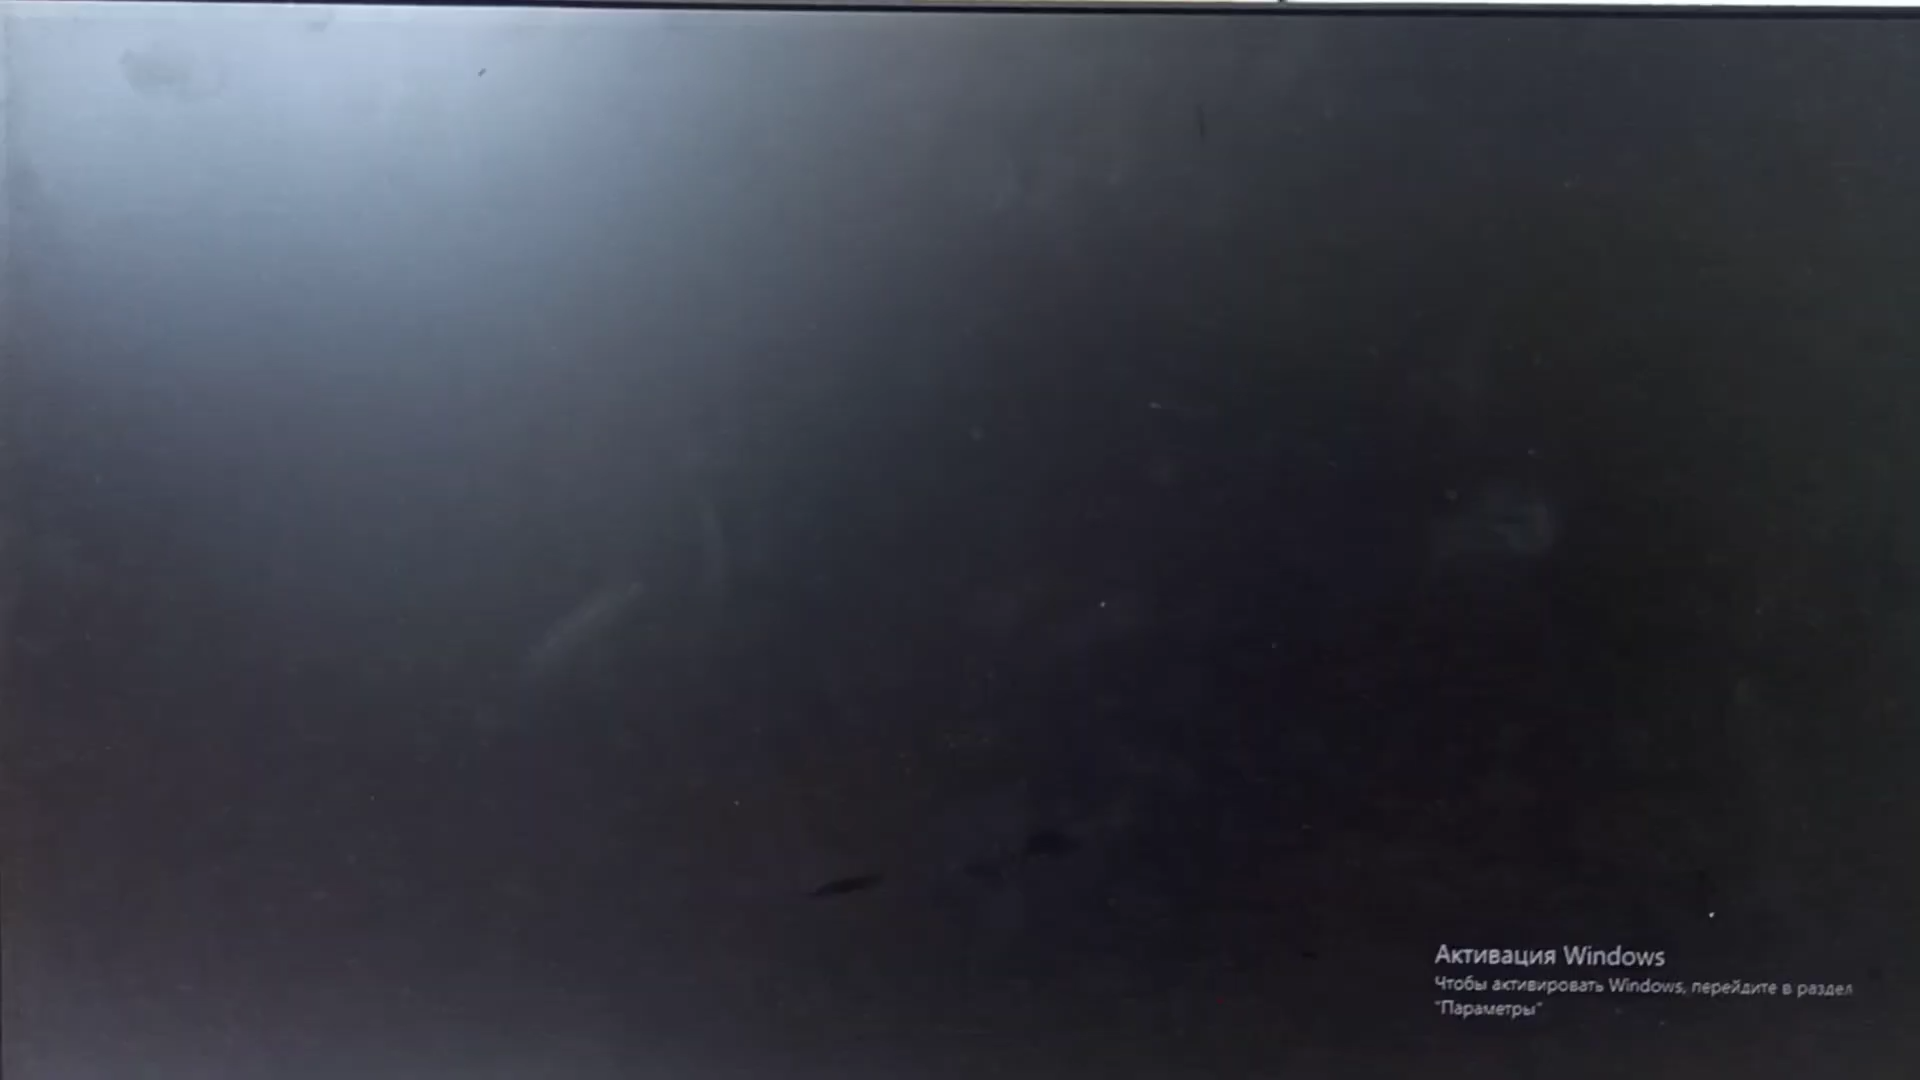 Активация Windows
Чтобы активировать Windows, перейдите в раздел
"Параметры"